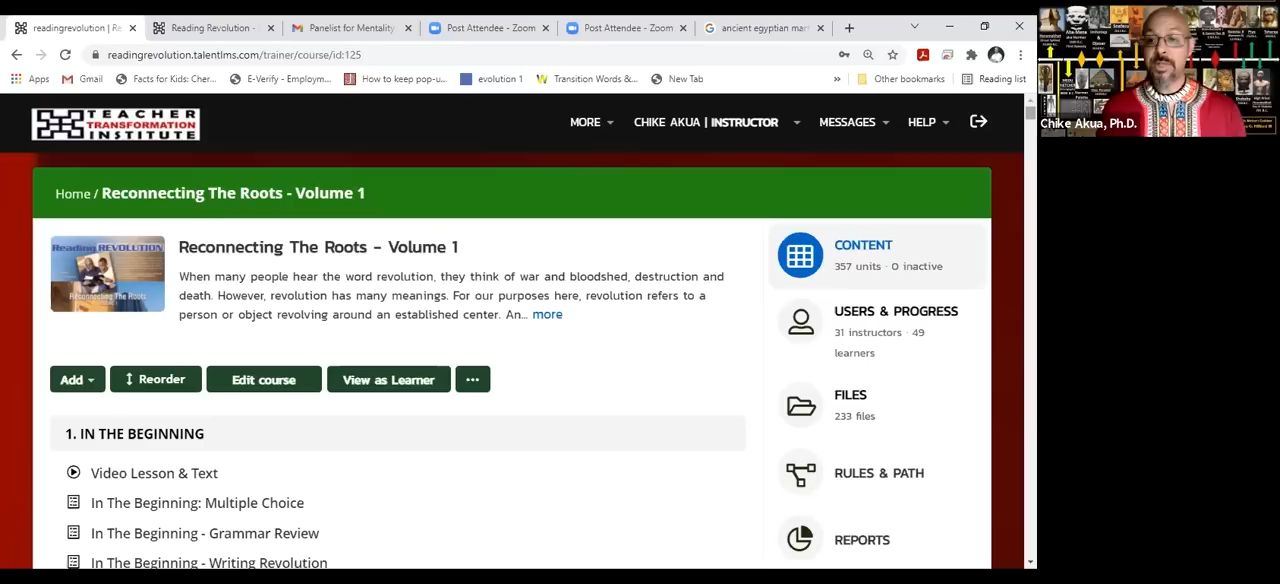 readingrevolution | T
Reading Revolution -
Panelist for Mentality
Post Attendee - Zoom
Post Attendee - Zoom
ancient egyptian mar
readingrevolution.talentlms.com/trainer/course/id:125
Apps
Gmail
Facts for Kids: Cher...
E-Verify - Employm...
How to keep pop-u...
evolution 1
Transition Words &...
New Tab
»
Other bookmarks
Reading list
TEACHER
TRANSFORMATION
INSTITUTE
MORE
CHIKE AKUA | INSTRUCTOR
MESSAGES
HELP
Chike Akua, Ph.D.
Home / Reconnecting The Roots - Volume 1
Reading REVOLUTION
Reconnecting The Roots
Reconnecting The Roots - Volume 1
When many people hear the word revolution, they think of war and bloodshed, destruction and
death. However, revolution has many meanings. For our purposes here, revolution refers to a
person or object revolving around an established center. An... more
Add
Reorder
Edit course
View as Learner
...
1. IN THE BEGINNING
Video Lesson & Text
In The Beginning: Multiple Choice
In The Beginning - Grammar Review
In The Beginning - Writing Revolution
CONTENT
357 units · 0 inactive
USERS & PROGRESS
31 instructors · 49
learners
FILES
233 files
RULES & PATH
REPORTS